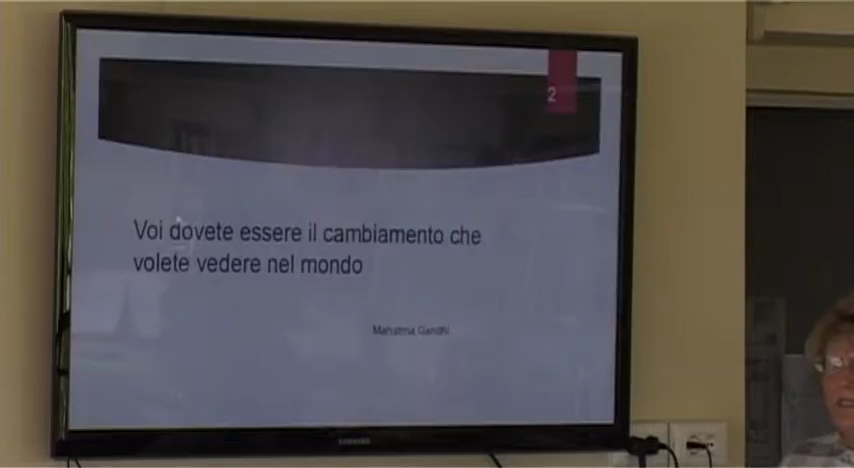 2
Voi dovete essere il cambiamento che
volete vedere nel mondo
Mahatma Gandhi
SAMSUNG